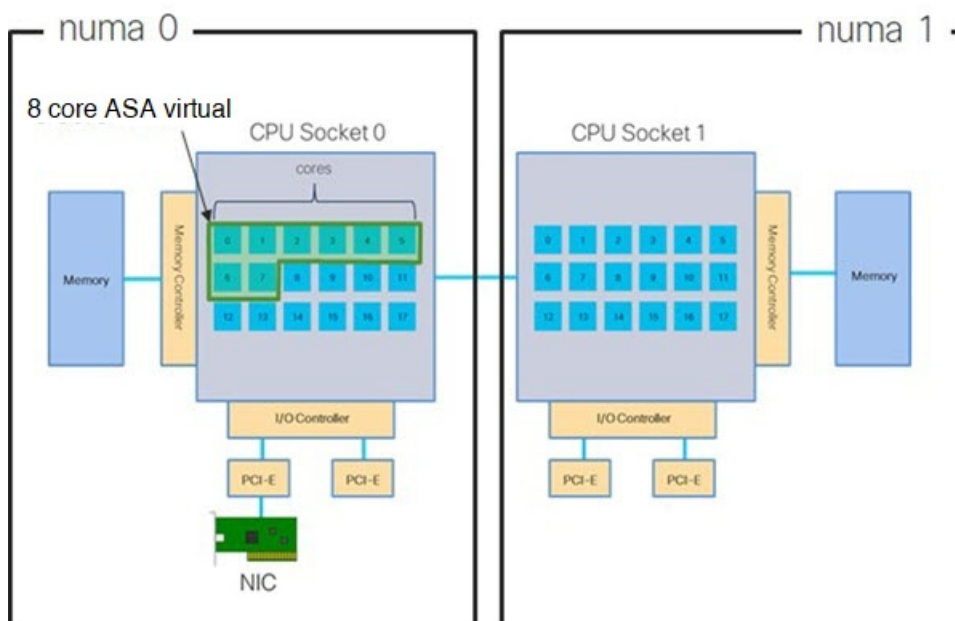 numa 0
numa 1
8 core ASA virtual
CPU Socket 0
CPU Socket 1
cores
Memory
Memory Controller
0 1 2 3 4 5
6 7 8 9 10 11
12 13 14 15 16 17
0 1 2 3 4 5
6 7 8 9 10 11
12 13 14 15 16 17
Memory Controller
Memory
I/O Controller
I/O Controller
PCI-E
PCI-E
PCI-E
PCI-E
NIC